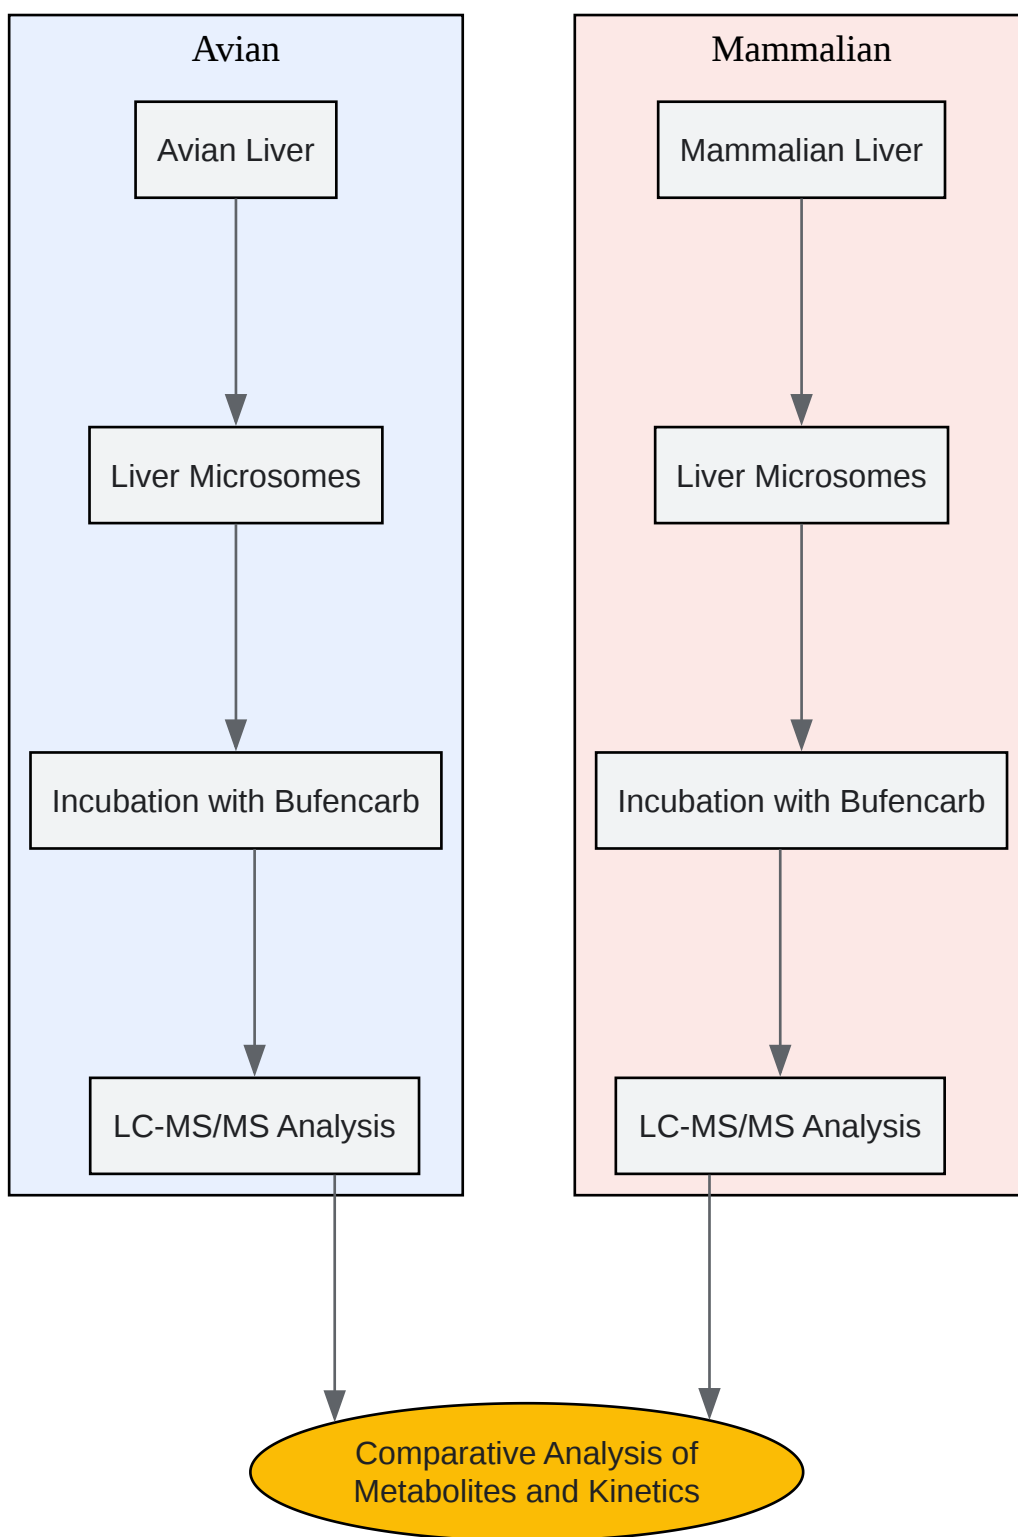 Avian
Avian Liver
Liver Microsomes
Incubation with Bufencarb
LC-MS/MS Analysis
Mammalian
Mammalian Liver
Liver Microsomes
Incubation with Bufencarb
LC-MS/MS Analysis
Comparative Analysis of
Metabolites and Kinetics